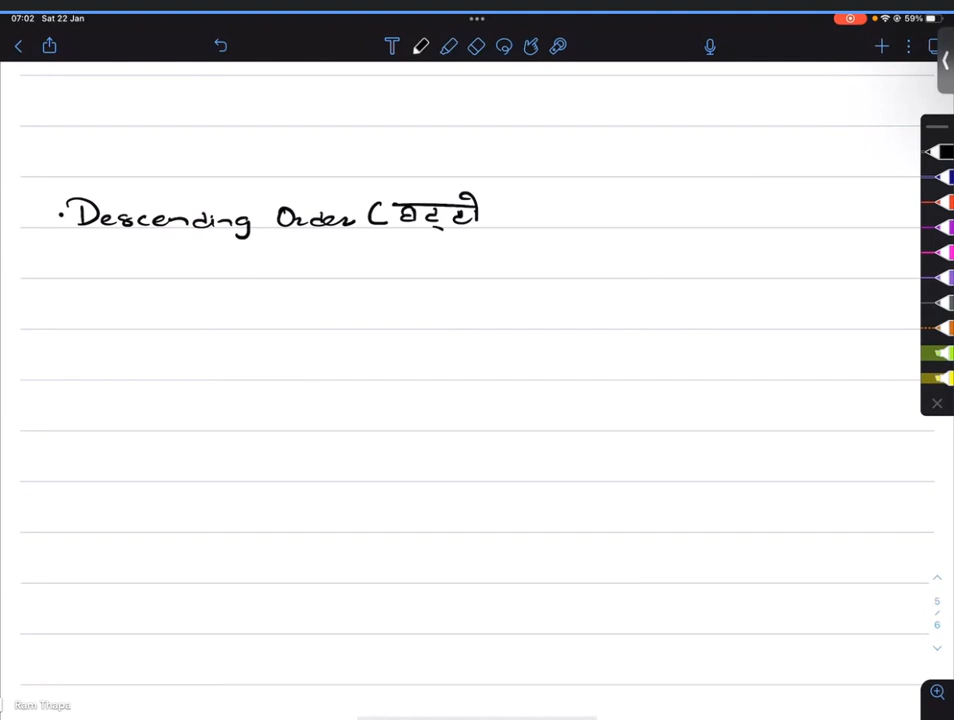 07:02 Sat 22 Jan
59%
· Descending Order (घट्दो
5
/
6
Ram Thapa